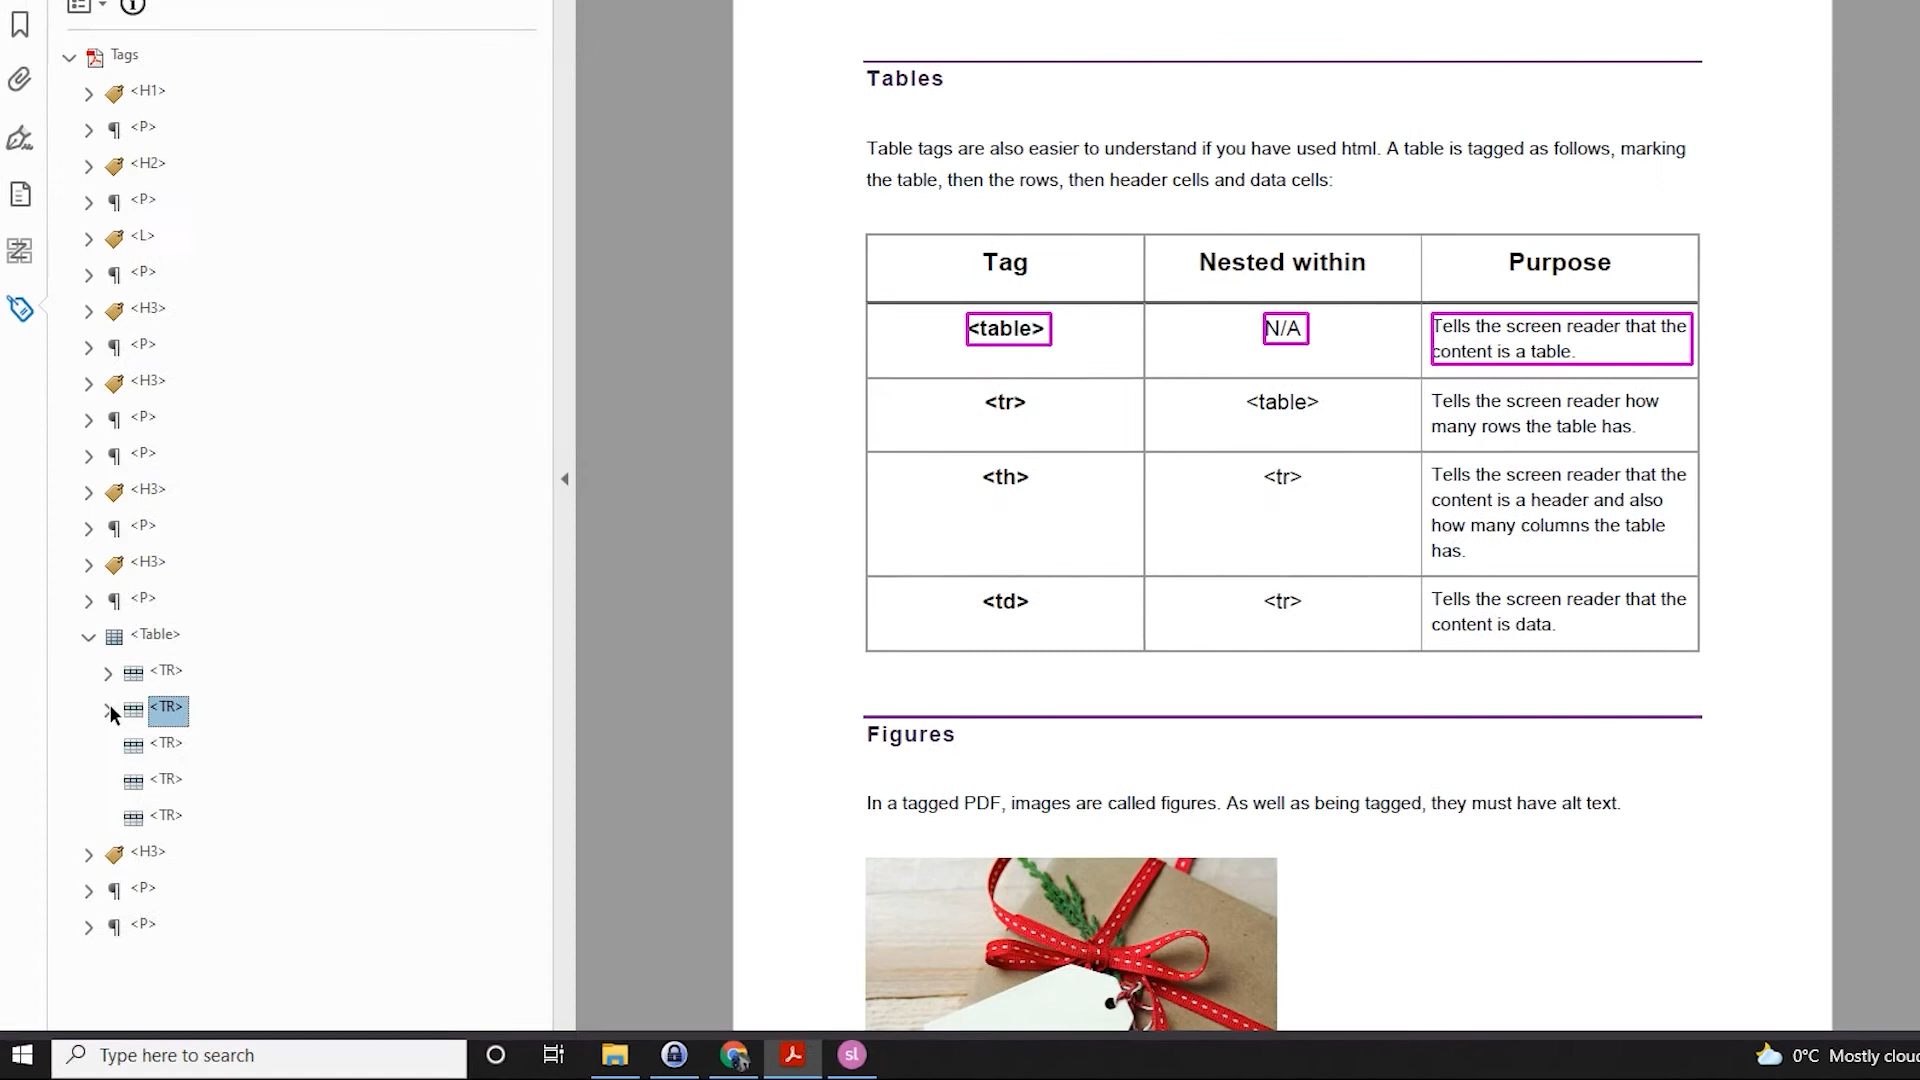 Tags
<H1>
<P>
<H2>
<P>
<L>
<P>
<H3>
<P>
<H3>
<P>
<P>
<H3>
<P>
<H3>
<P>
<Table>
<TR>
<TR>
<TR>
<TR>
<TR>
<H3>
<P>
<P>
Tables
Table tags are also easier to understand if you have used html. A table is tagged as follows, marking
the table, then the rows, then header cells and data cells:
Tag Nested within Purpose
<table> N/A Tells the screen reader that the
content is a table.
<tr> <table> Tells the screen reader how
many rows the table has.
<th> <tr> Tells the screen reader that the
content is a header and also
how many columns the table
has.
<td> <tr> Tells the screen reader that the
content is data.
Figures
In a tagged PDF, images are called figures. As well as being tagged, they must have alt text.
Type here to search
sl
0°C Mostly clou